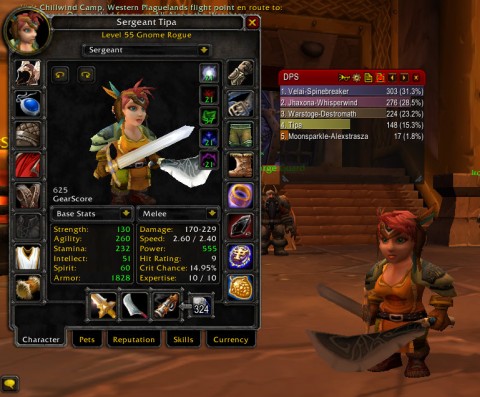 Chillwind Camp, Western Plaguelands flight point en route to:
Sergeant Tipa
Level 55 Gnome Rogue
Sergeant
21
21
21
625
GearScore
Base Stats
Melee
Strength: 130
Agility: 260
Stamina: 232
Intellect: 51
Spirit: 60
Armor: 1828
Damage: 170-229
Speed: 2.60 / 2.40
Power: 555
Hit Rating: 9
Crit Chance: 14.95%
Expertise: 10 / 10
324
Character
Pets
Reputation
Skills
Currency
DPS
1. Velai-Spinebreaker 303 (31.3%)
2. Jhaxona-Whisperwind 276 (28.5%)
3. Warstoge-Destromath 224 (23.2%)
4. Tipa 148 (15.3%)
5. Moonsparkle-Alexstrasza 17 (1.8%)